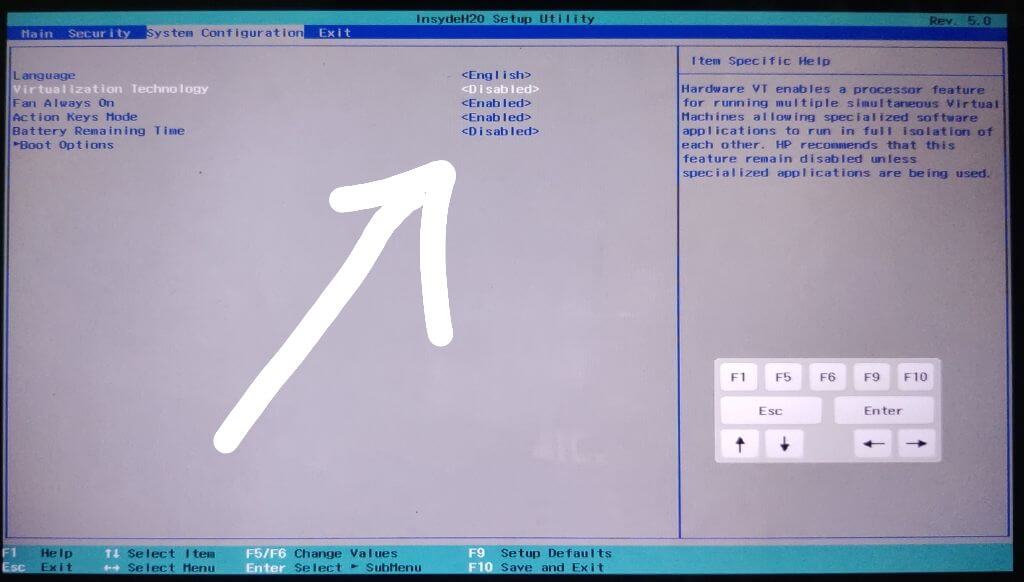 InsydeH20 Setup Utility Rev. 5.0
Main Security System Configuration Exit
Language <English>
Virtualization Technology <Disabled>
Fan Always On <Enabled>
Action Keys Mode <Enabled>
Battery Remaining Time <Disabled>
►Boot Options
Item Specific Help
Hardware VT enables a processor feature
for running multiple simultaneous Virtual
Machines allowing specialized software
applications to run in full isolation of
each other. HP recommends that this
feature remain disabled unless
specialized applications are being used.
F1 F5 F6 F9 F10
Esc Enter
↑ ↓ ← →
F1 Help ↑↓ Select Item F5/F6 Change Values F9 Setup Defaults
Esc Exit ↔ Select Menu Enter Select ► SubMenu F10 Save and Exit